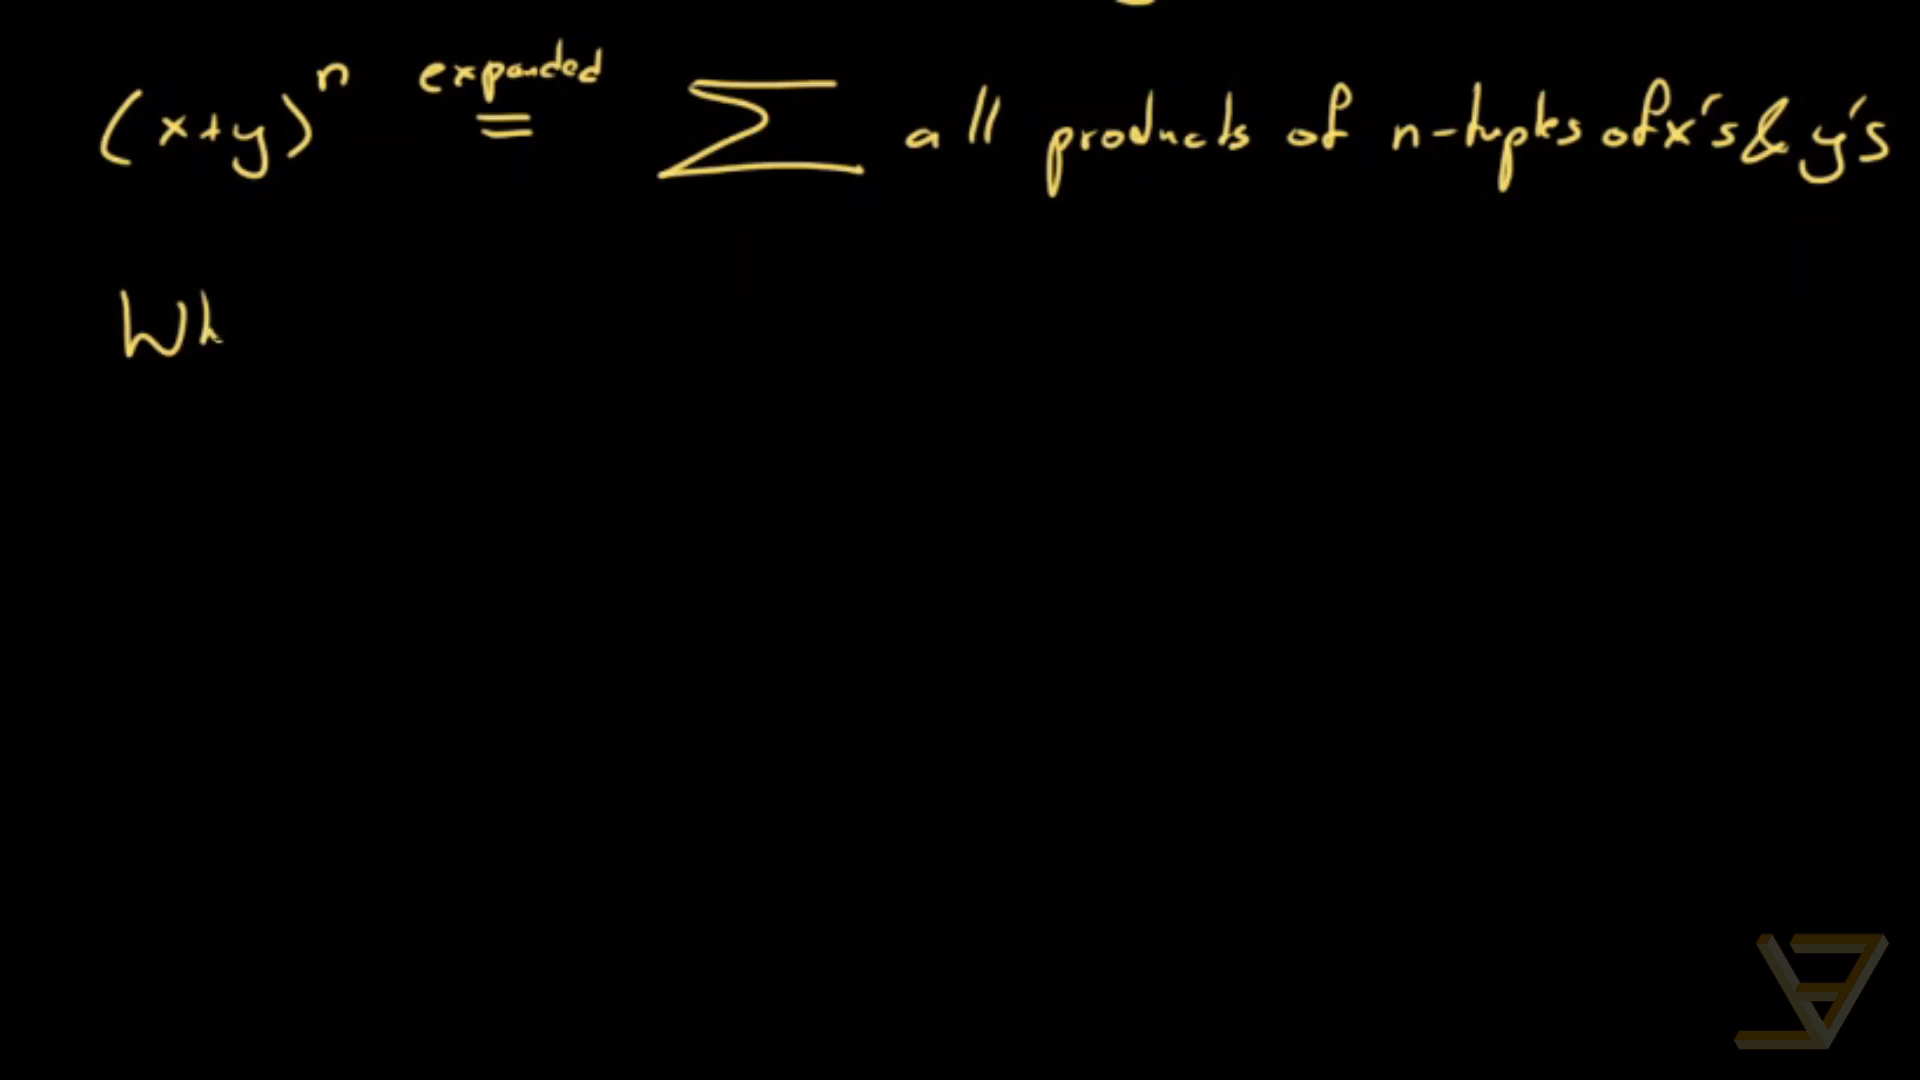 (x+y)^n expanded = Σ all products of n-tuples of x's & y's
Wh